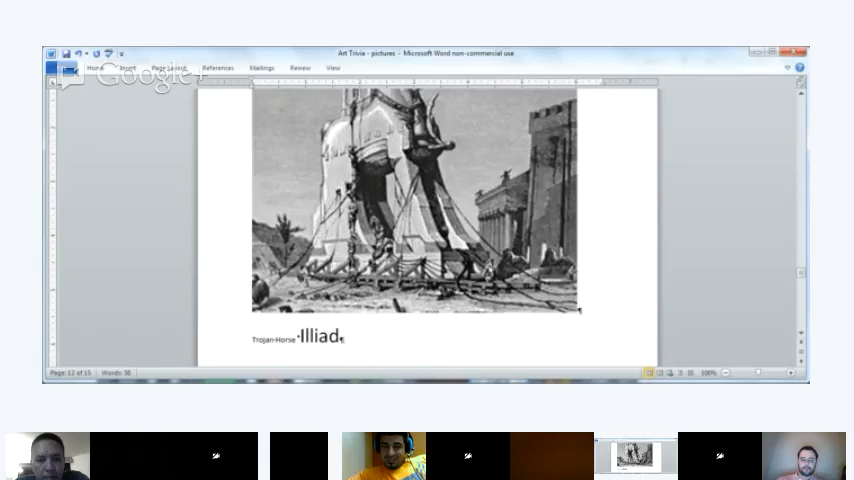 Art Trivia - pictures - Microsoft Word non-commercial use
Google+
Home Insert Page Layout References Mailings Review View
Trojan·Horse·Illiad¶
Page: 12 of 15 Words: 38 100%